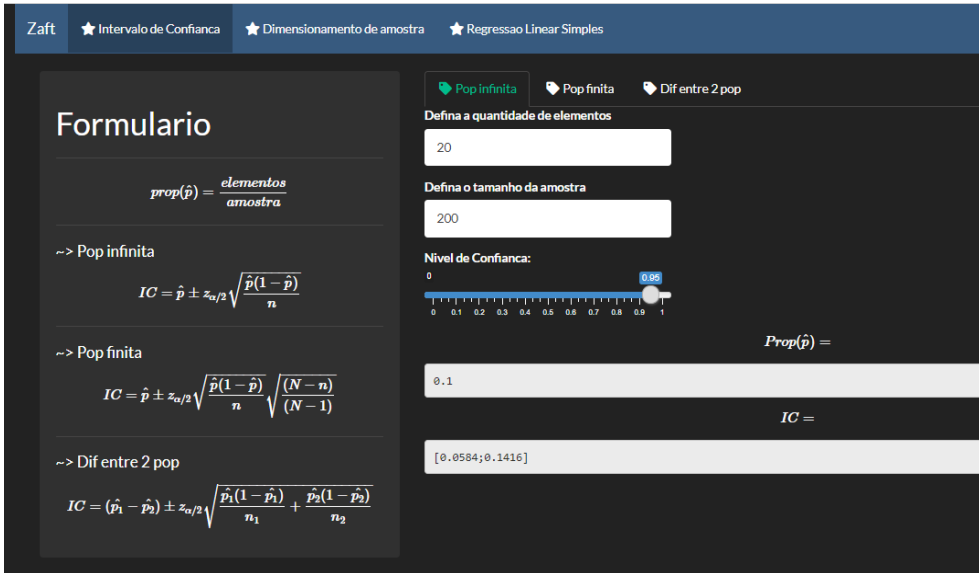 Zaft
Intervalo de Confianca
Dimensionamento de amostra
Regressao Linear Simples
Formulario
prop(p̂) = elementos / amostra
~> Pop infinita
IC = p̂ ± z_{α/2} √(p̂(1 − p̂) / n)
~> Pop finita
IC = p̂ ± z_{α/2} √(p̂(1 − p̂) / n) √((N − n) / (N − 1))
~> Dif entre 2 pop
IC = (p̂₁ − p̂₂) ± z_{α/2} √(p̂₁(1 − p̂₁) / n₁ + p̂₂(1 − p̂₂) / n₂)
Pop infinita
Pop finita
Dif entre 2 pop
Defina a quantidade de elementos
20
Defina o tamanho da amostra
200
Nivel de Confianca:
0
0.95
0 0.1 0.2 0.3 0.4 0.5 0.6 0.7 0.8 0.9 1
Prop(p̂) =
0.1
IC =
[0.0584;0.1416]